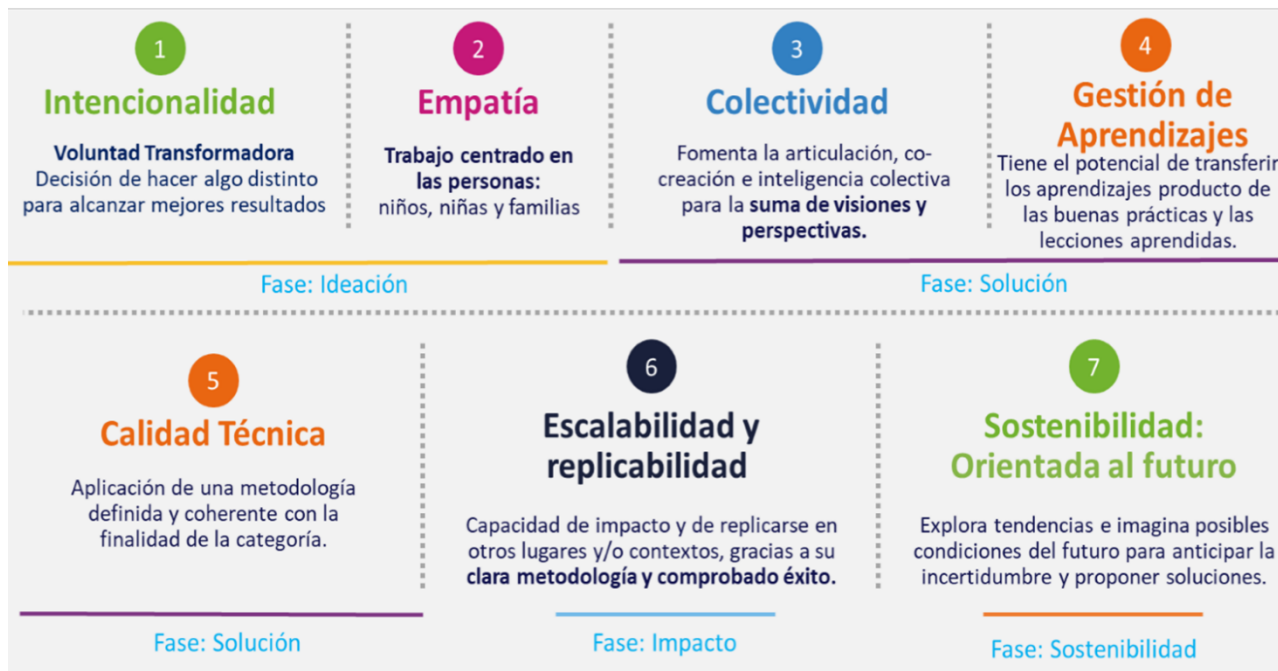 1
Intencionalidad
Voluntad Transformadora
Decisión de hacer algo distinto
para alcanzar mejores resultados
2
Empatía
Trabajo centrado en
las personas:
niños, niñas y familias
Fase: Ideación
3
Colectividad
Fomenta la articulación, co-
creación e inteligencia colectiva
para la suma de visiones y
perspectivas.
4
Gestión de
Aprendizajes
Tiene el potencial de transferir
los aprendizajes producto de
las buenas prácticas y las
lecciones aprendidas.
Fase: Solución
5
Calidad Técnica
Aplicación de una metodología
definida y coherente con la
finalidad de la categoría.
Fase: Solución
6
Escalabilidad y
replicabilidad
Capacidad de impacto y de replicarse en
otros lugares y/o contextos, gracias a su
clara metodología y comprobado éxito.
Fase: Impacto
7
Sostenibilidad:
Orientada al futuro
Explora tendencias e imagina posibles
condiciones del futuro para anticipar la
incertidumbre y proponer soluciones.
Fase: Sostenibilidad